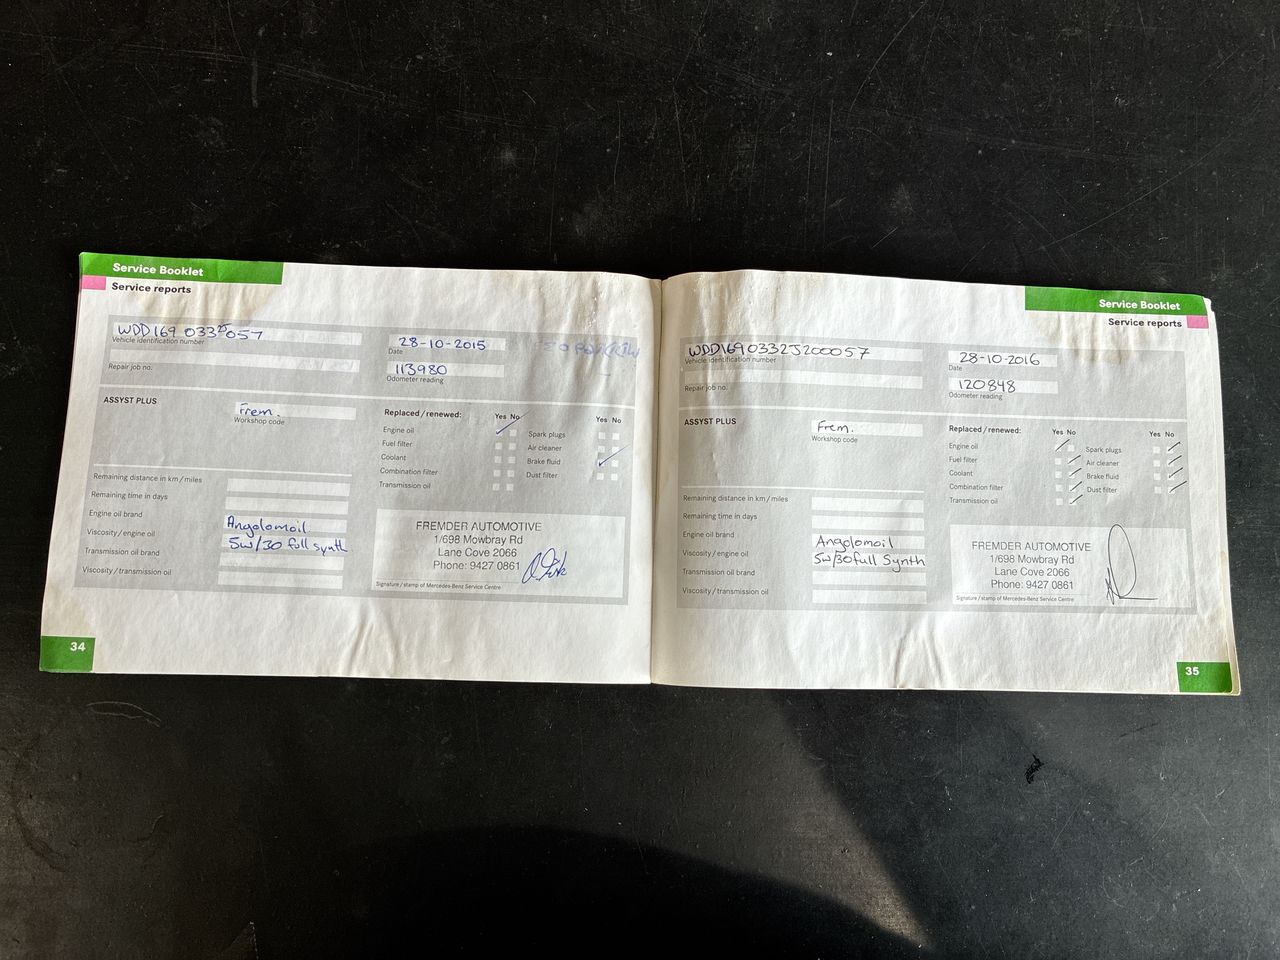 Service Booklet
Service reports
Vehicle identification number
28-10-2015
Date
Repair job no.
113980
Odometer reading
ASSYST PLUS
Frem.
Workshop code
Replaced/renewed:
Yes No
Engine oil
Fuel filter
Coolant
Combination filter
Transmission oil
Yes No
Spark plugs
Air cleaner
Brake fluid
Dust filter
Remaining distance in km/miles
Remaining time in days
Engine oil brand
Angolomoil
Viscosity/engine oil
5w/30 full synth
Transmission oil brand
Viscosity/transmission oil
FREMDER AUTOMOTIVE
1/698 Mowbray Rd
Lane Cove 2066
Phone: 9427 0861
Signature/stamp of Mercedes-Benz Service Centre
34
Service Booklet
Service reports
WDD1690332J200057
Vehicle identification number
28-10-2016
Date
Repair job no.
120848
Odometer reading
ASSYST PLUS
Frem.
Workshop code
Replaced/renewed:
Yes No
Engine oil
Fuel filter
Coolant
Combination filter
Transmission oil
Yes No
Spark plugs
Air cleaner
Brake fluid
Dust filter
Remaining distance in km/miles
Remaining time in days
Engine oil brand
Angolomoil
Viscosity/engine oil
5w/30 full Synth
Transmission oil brand
Viscosity/transmission oil
FREMDER AUTOMOTIVE
1/698 Mowbray Rd
Lane Cove 2066
Phone: 9427 0861
Signature/stamp of Mercedes-Benz Service Centre
35